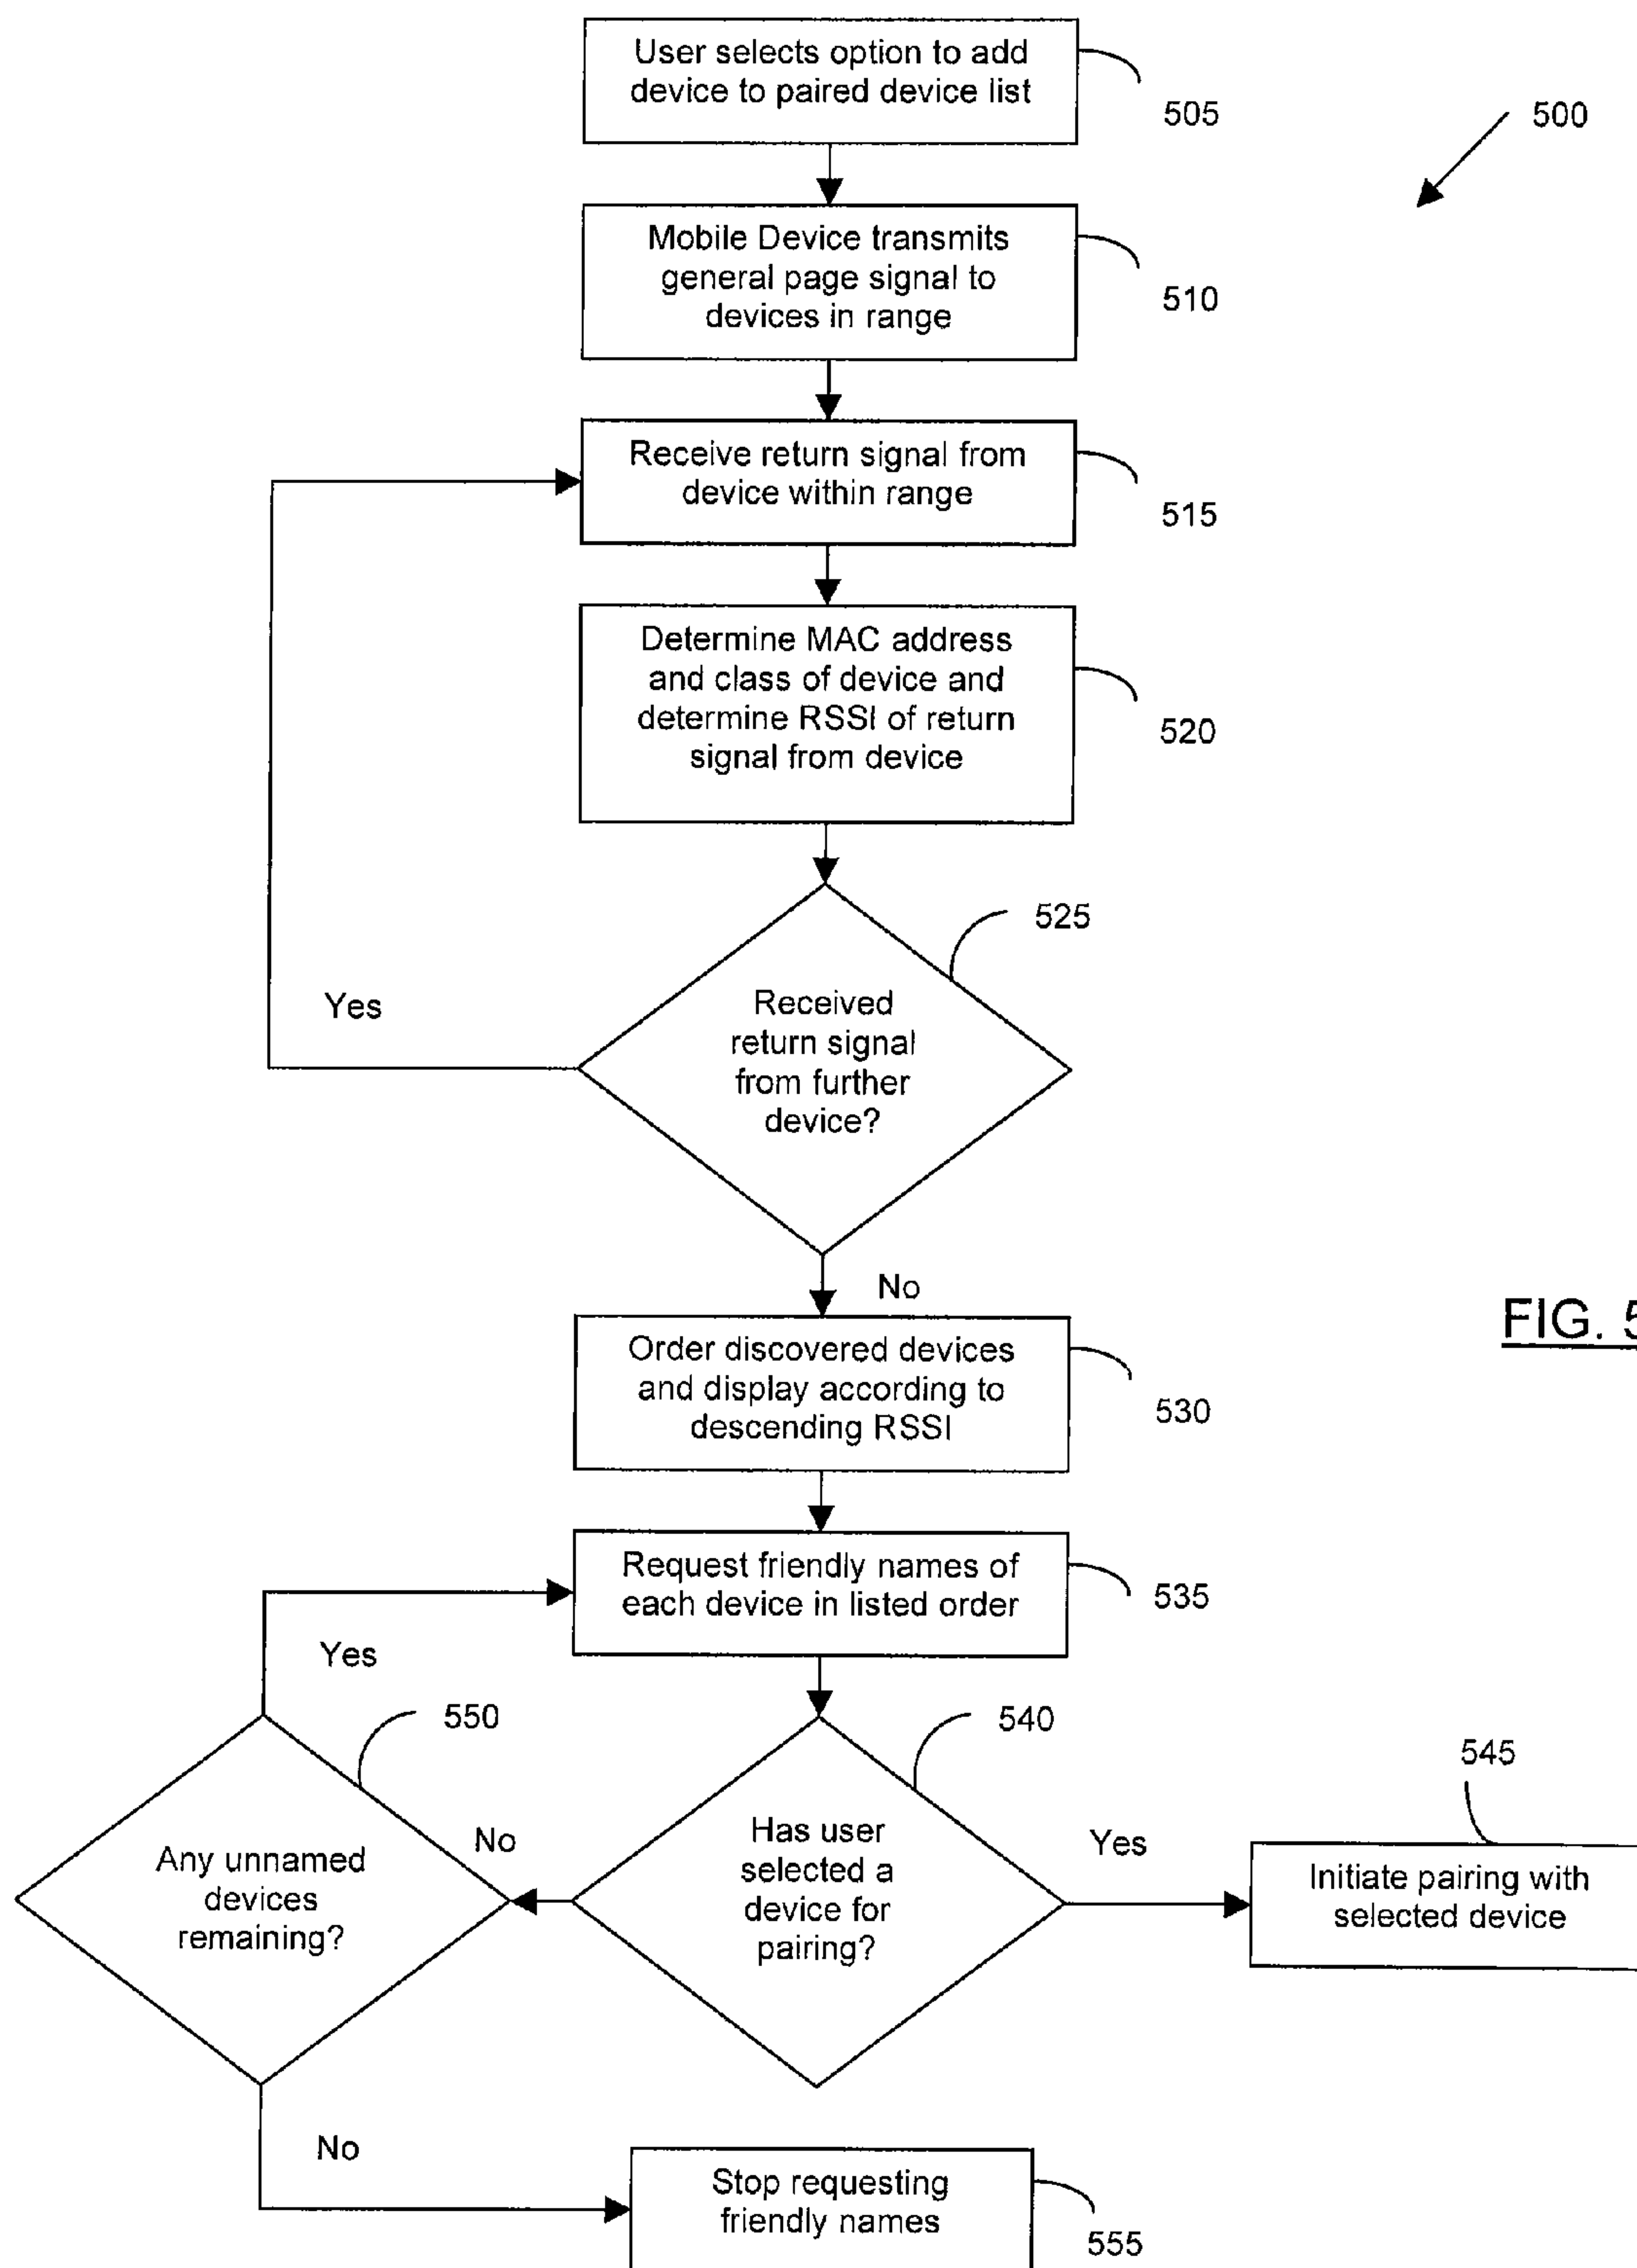 User selects option to add
device to paired device list
505
500
Mobile Device transmits
general page signal to
devices in range
510
Receive return signal from
device within range
515
Determine MAC address
and class of device and
determine RSSI of return
signal from device
520
525
Yes
Received
return signal
from further
device?
No
FIG. 5
Order discovered devices
and display according to
descending RSSI
530
Request friendly names of
each device in listed order
535
Yes
550
540
545
Any unnamed
devices
remaining?
No
Has user
selected a
device for
pairing?
Yes
Initiate pairing with
selected device
No
Stop requesting
friendly names
555